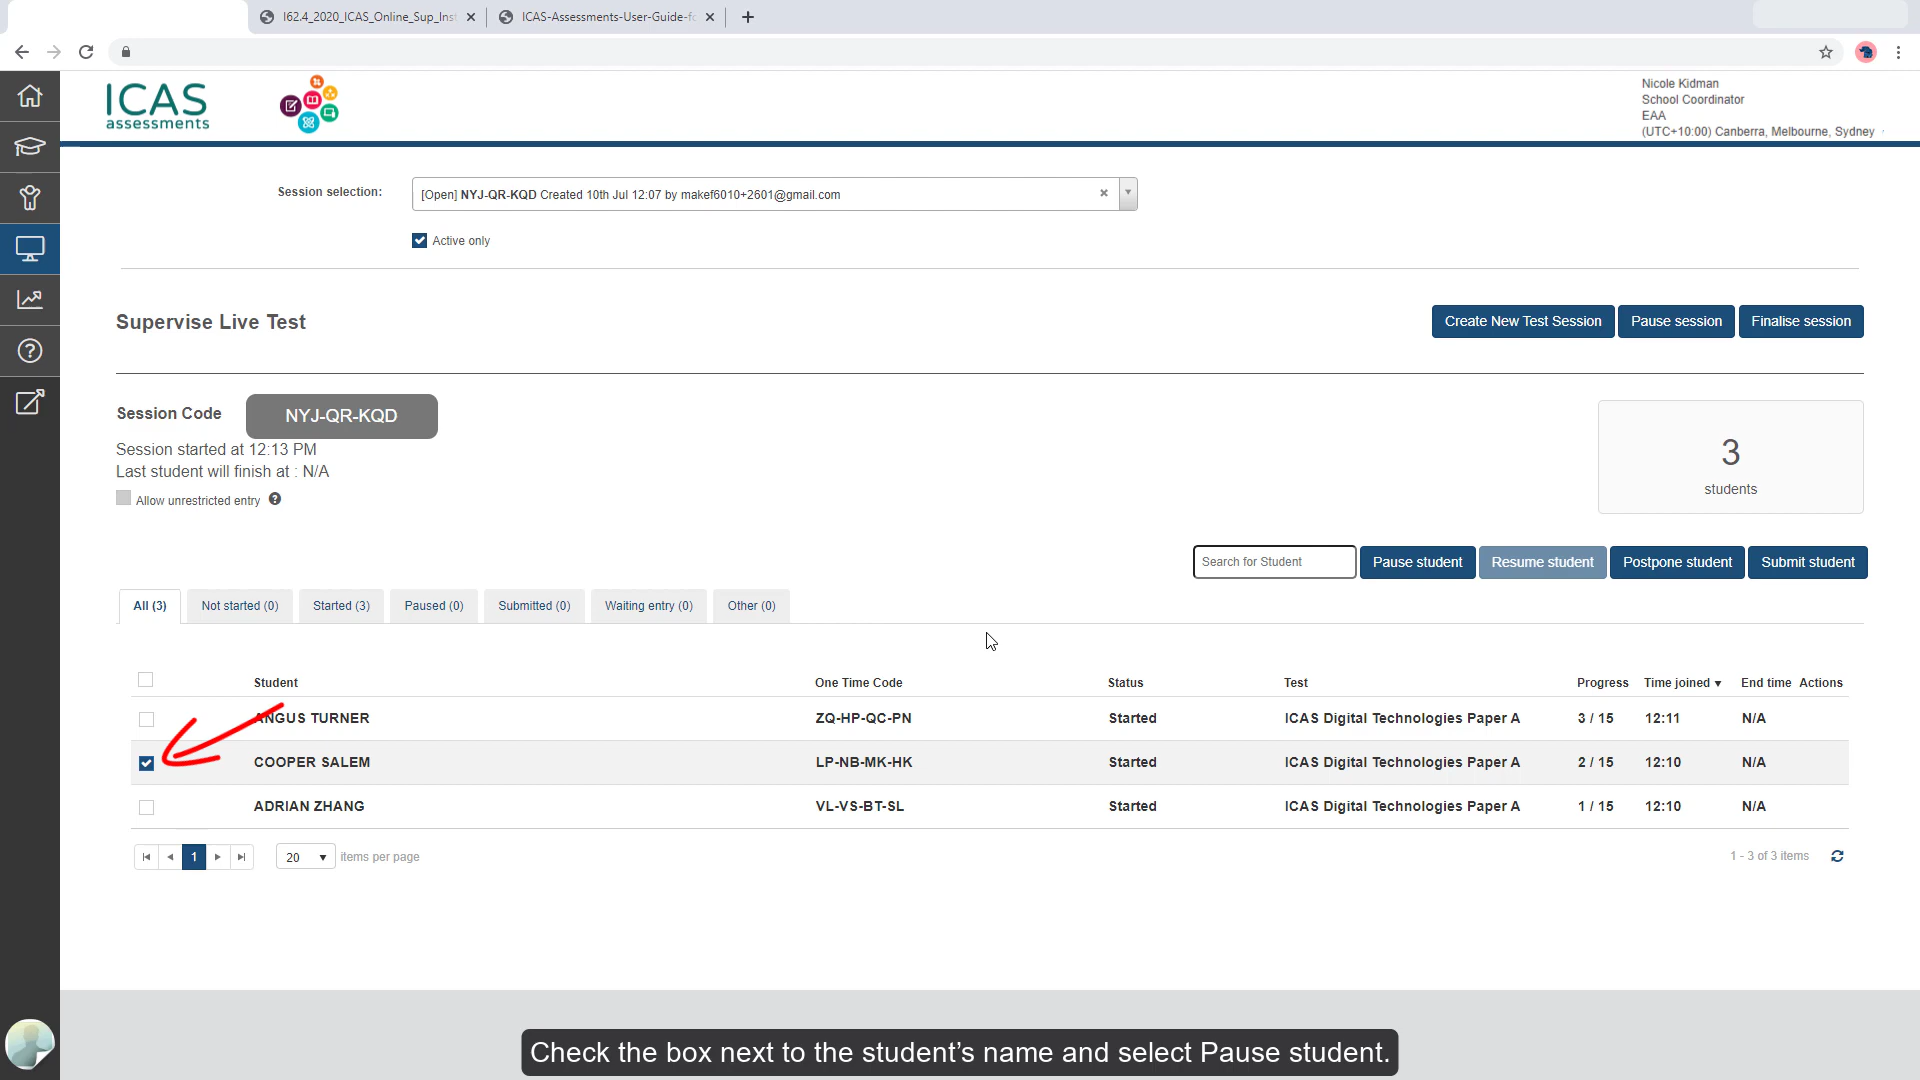 I62.4_2020_ICAS_Online_Sup_Inst
ICAS-Assessments-User-Guide-fo
ICAS
assessments
Nicole Kidman
School Coordinator
EAA
(UTC+10:00) Canberra, Melbourne, Sydney
Session selection:
[Open] NYJ-QR-KQD Created 10th Jul 12:07 by makef6010+2601@gmail.com
Active only
Supervise Live Test
Create New Test Session
Pause session
Finalise session
Session Code
NYJ-QR-KQD
Session started at 12:13 PM
Last student will finish at : N/A
Allow unrestricted entry
3
students
Search for Student
Pause student
Resume student
Postpone student
Submit student
All (3)
Not started (0)
Started (3)
Paused (0)
Submitted (0)
Waiting entry (0)
Other (0)
Student One Time Code Status Test Progress Time joined End time Actions
ANGUS TURNER ZQ-HP-QC-PN Started ICAS Digital Technologies Paper A 3 / 15 12:11 N/A
COOPER SALEM LP-NB-MK-HK Started ICAS Digital Technologies Paper A 2 / 15 12:10 N/A
ADRIAN ZHANG VL-VS-BT-SL Started ICAS Digital Technologies Paper A 1 / 15 12:10 N/A
1
20
items per page
1 - 3 of 3 items
Check the box next to the student’s name and select Pause student.